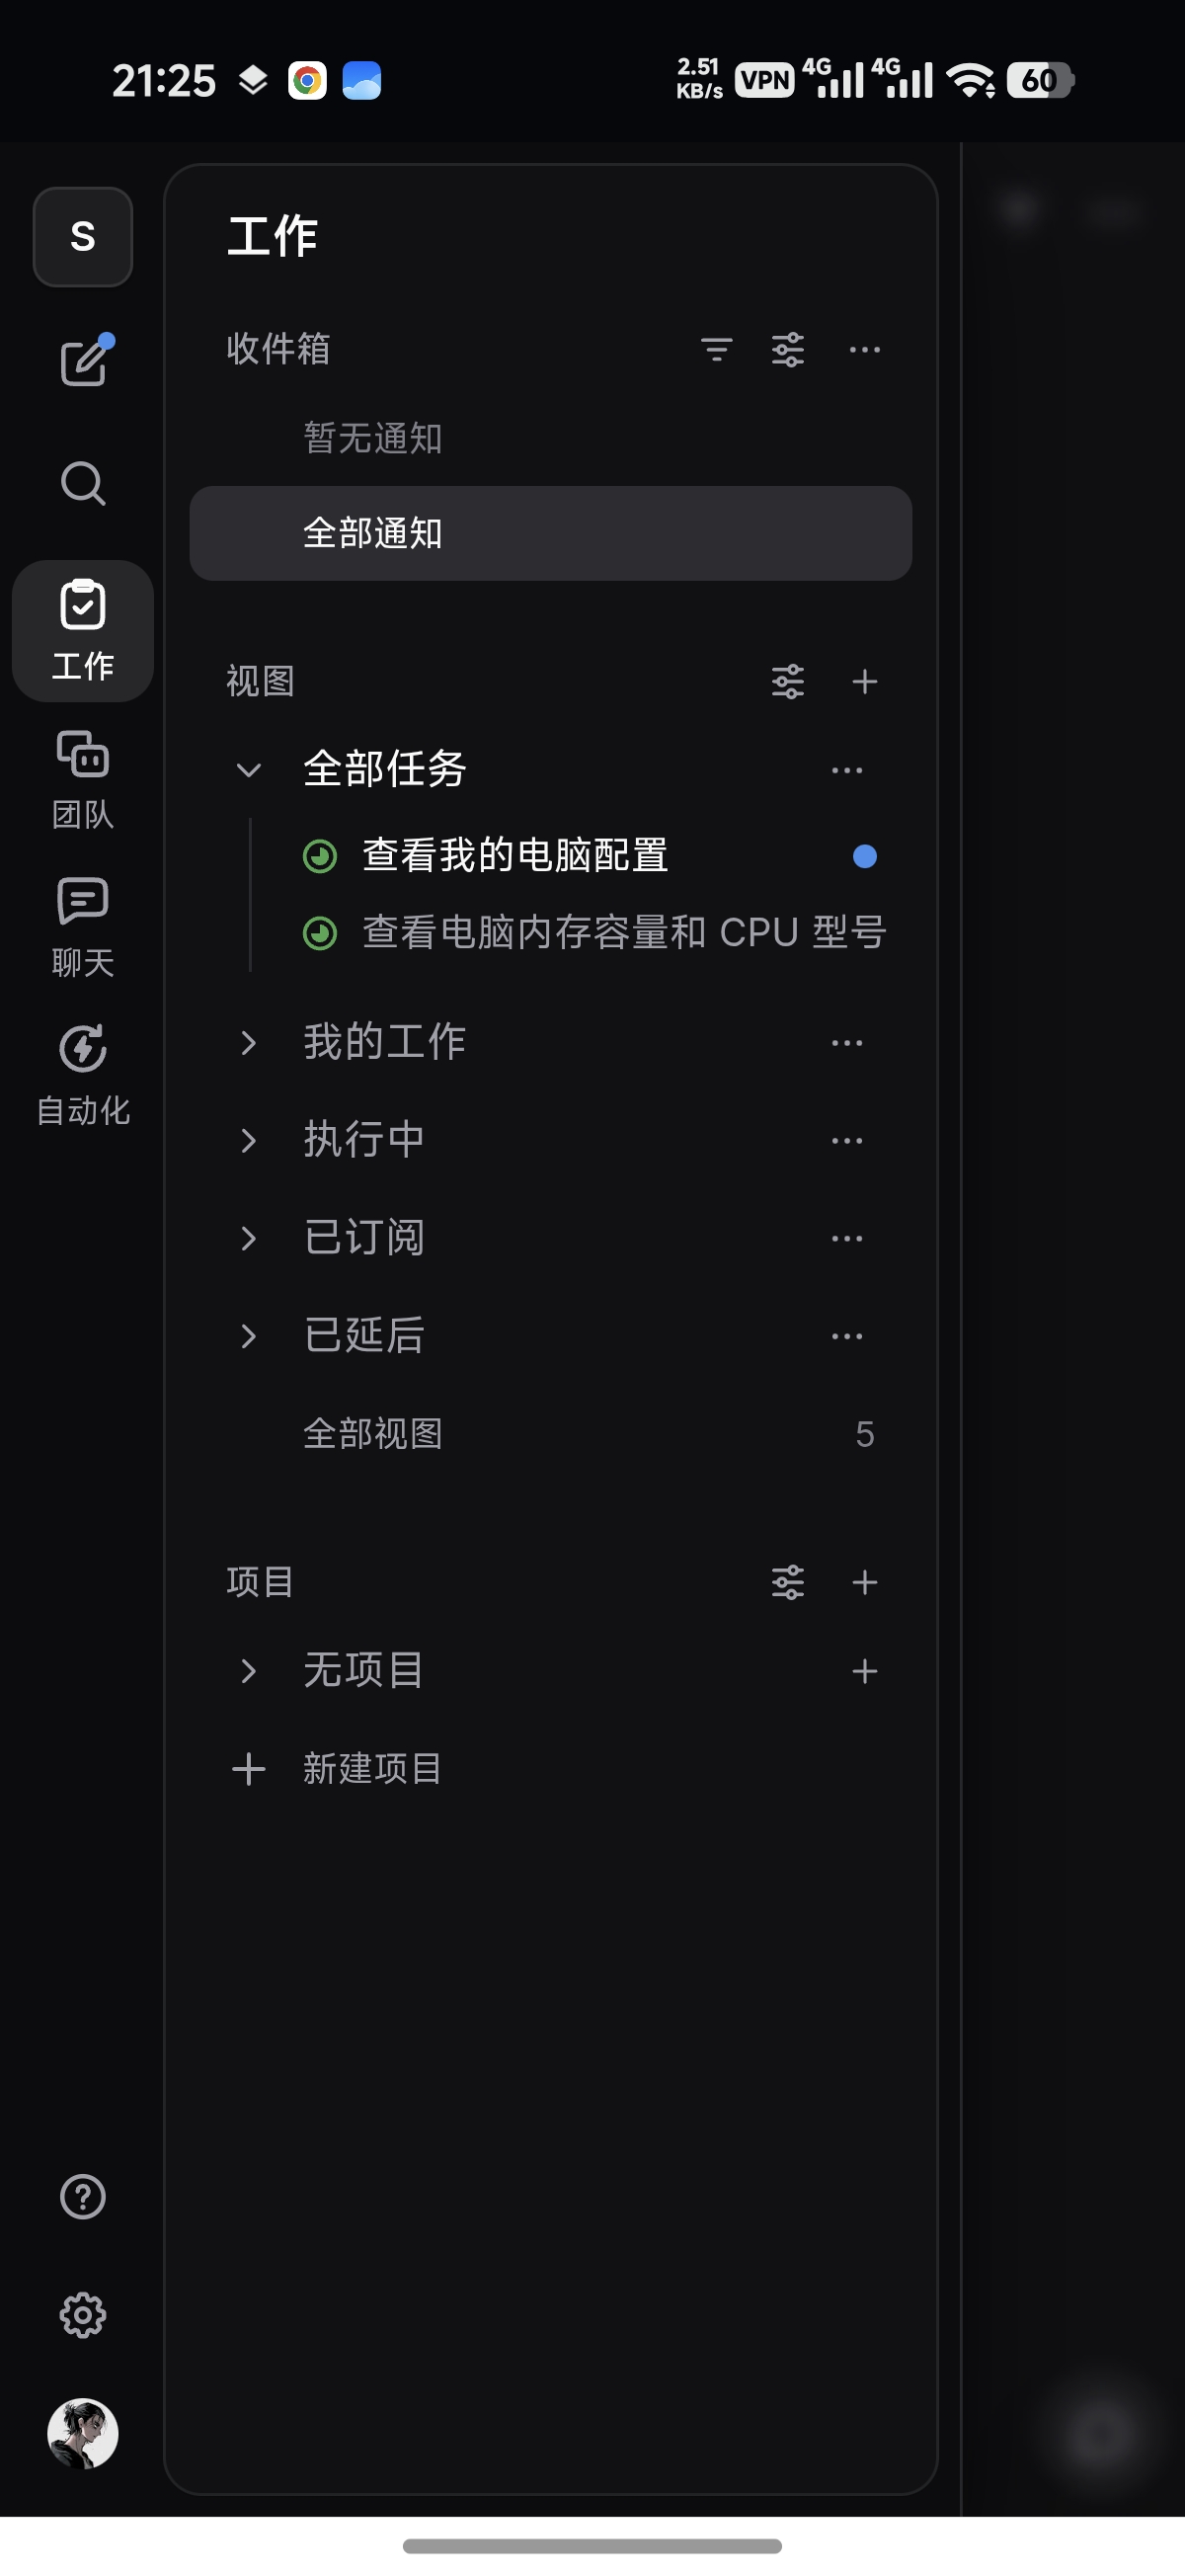 21:25
2.51 KB/s VPN 4G 4G 60
S
工作
收件箱
暂无通知
全部通知
工作
视图
全部任务
团队
查看我的电脑配置
查看电脑内存容量和 CPU 型号
聊天
我的工作
自动化
执行中
已订阅
已延后
全部视图 5
项目
无项目
新建项目